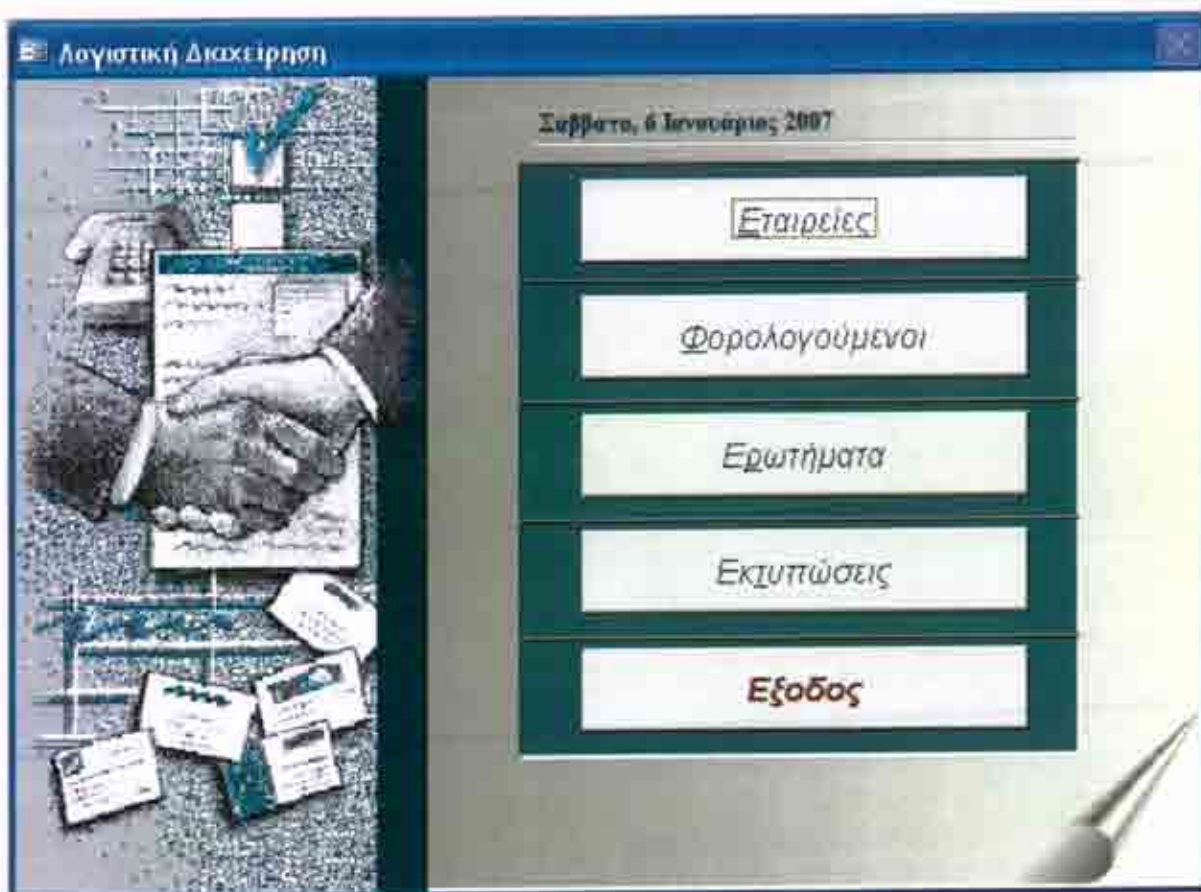 Λογιστική Διαχείρηση
Σαββατο, 6 Ιανουάριος 2007
Εταιρείες
Φορολογούμενοι
Ερωτήματα
Εκτυπώσεις
Εξοδος